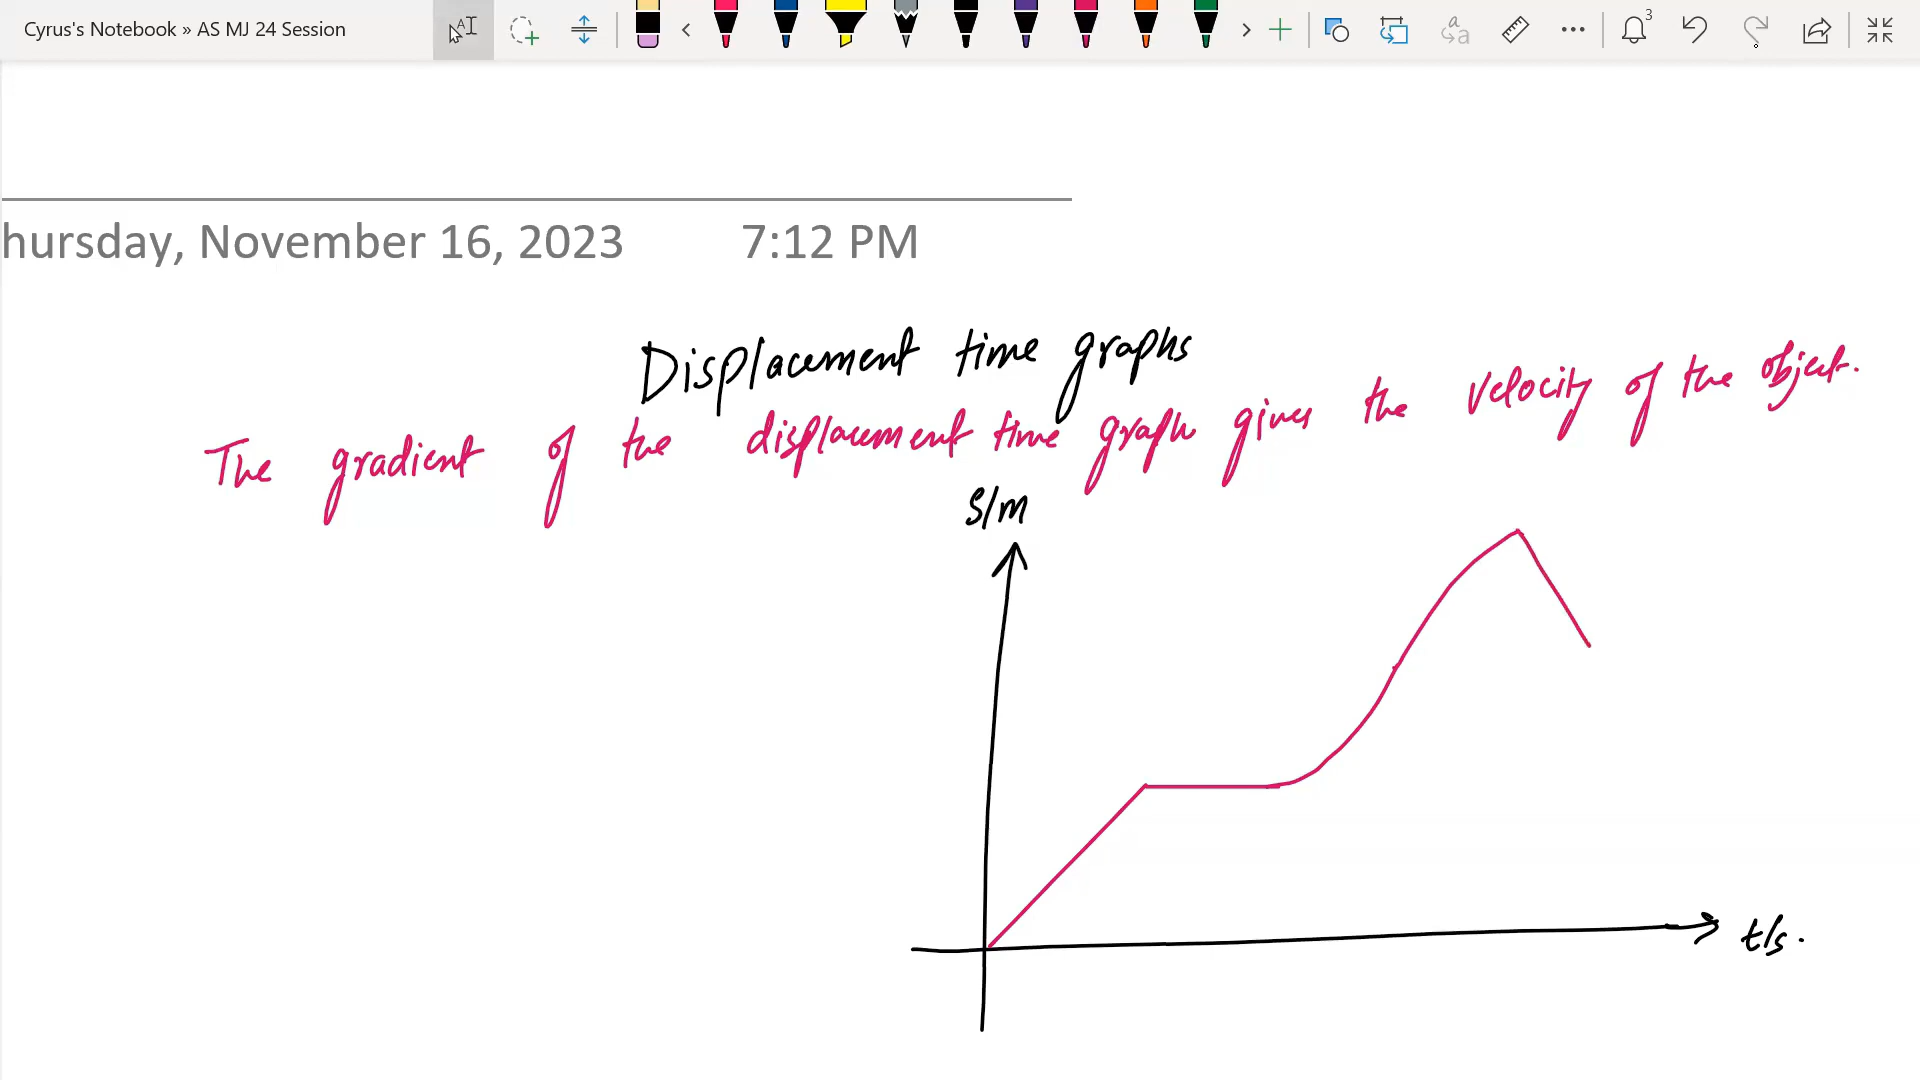 Cyrus's Notebook » AS MJ 24 Session
3
hursday, November 16, 2023 7:12 PM
Displacement time graphs
The gradient of the displacement time graph gives the velocity of the object.
S/m
t/s.